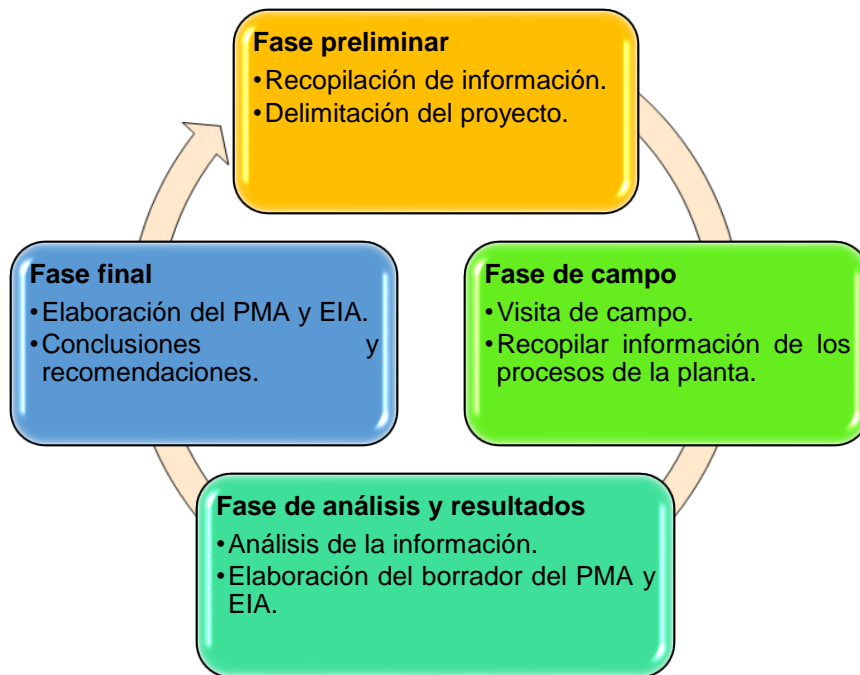 Fase preliminar
•Recopilación de información.
•Delimitación del proyecto.
Fase de campo
•Visita de campo.
•Recopilar información de los
procesos de la planta.
Fase de análisis y resultados
•Análisis de la información.
•Elaboración del borrador del PMA y
EIA.
Fase final
•Elaboración del PMA y EIA.
•Conclusiones y
recomendaciones.